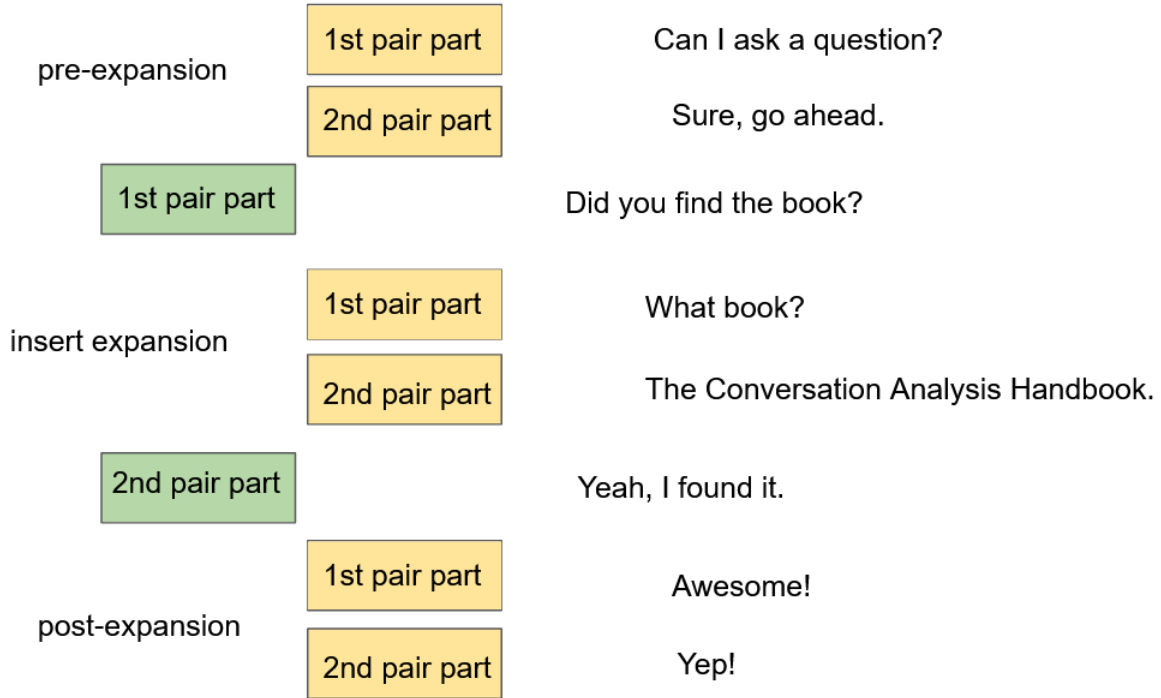 1st pair part Can I ask a question?
pre-expansion
2nd pair part Sure, go ahead.
1st pair part Did you find the book?
1st pair part What book?
insert expansion
2nd pair part The Conversation Analysis Handbook.
2nd pair part Yeah, I found it.
1st pair part Awesome!
post-expansion
2nd pair part Yep!